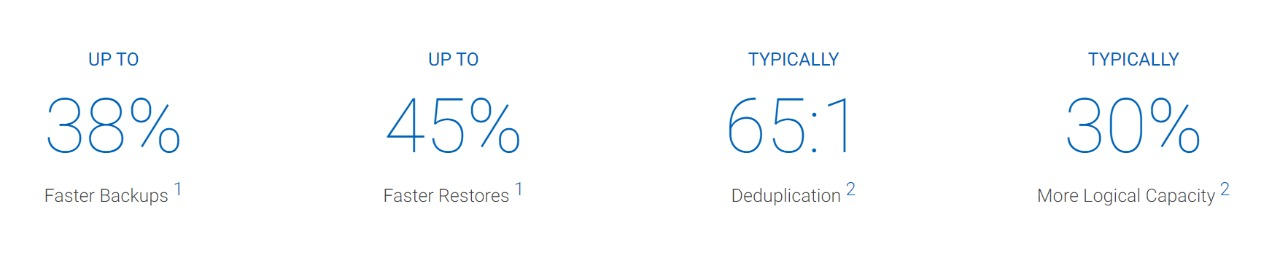 UP TO
38%
Faster Backups 1
UP TO
45%
Faster Restores 1
TYPICALLY
65:1
Deduplication 2
TYPICALLY
30%
More Logical Capacity 2